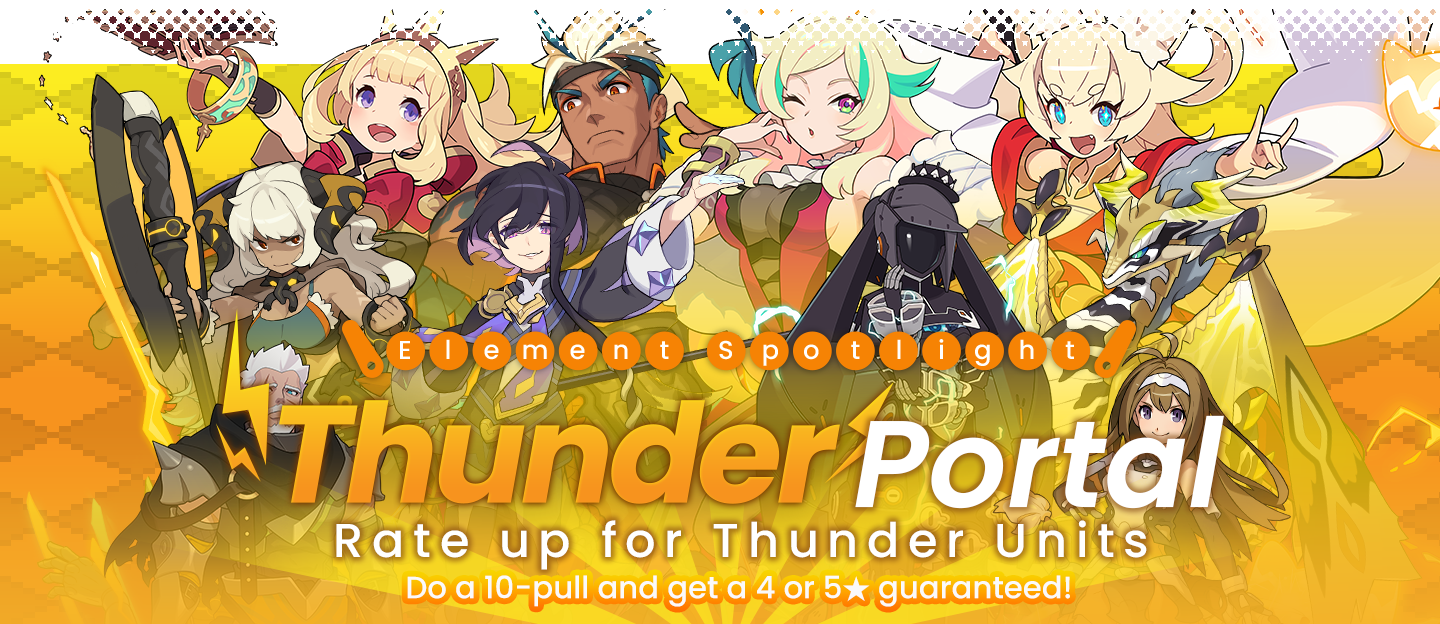 Element Spotlight
Thunder Portal
Rate up for Thunder Units
Do a 10-pull and get a 4 or 5★ guaranteed!